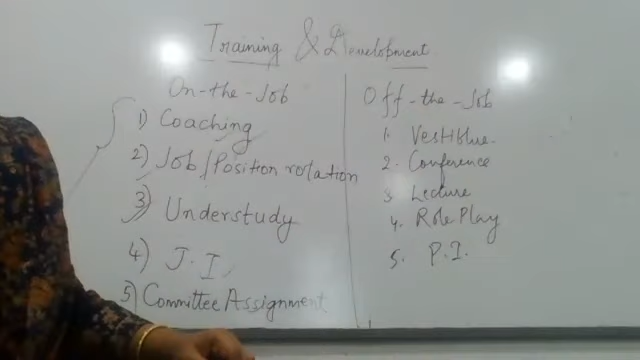 Training & Development
On-the-Job
1) Coaching
2) Job/Position rotation
3) Understudy
4) J.I.
5) Committee Assignment
Off-the-Job
1. Vestiblue.
2. Conference
3 Lecture
4. Role Play
5. P.I.